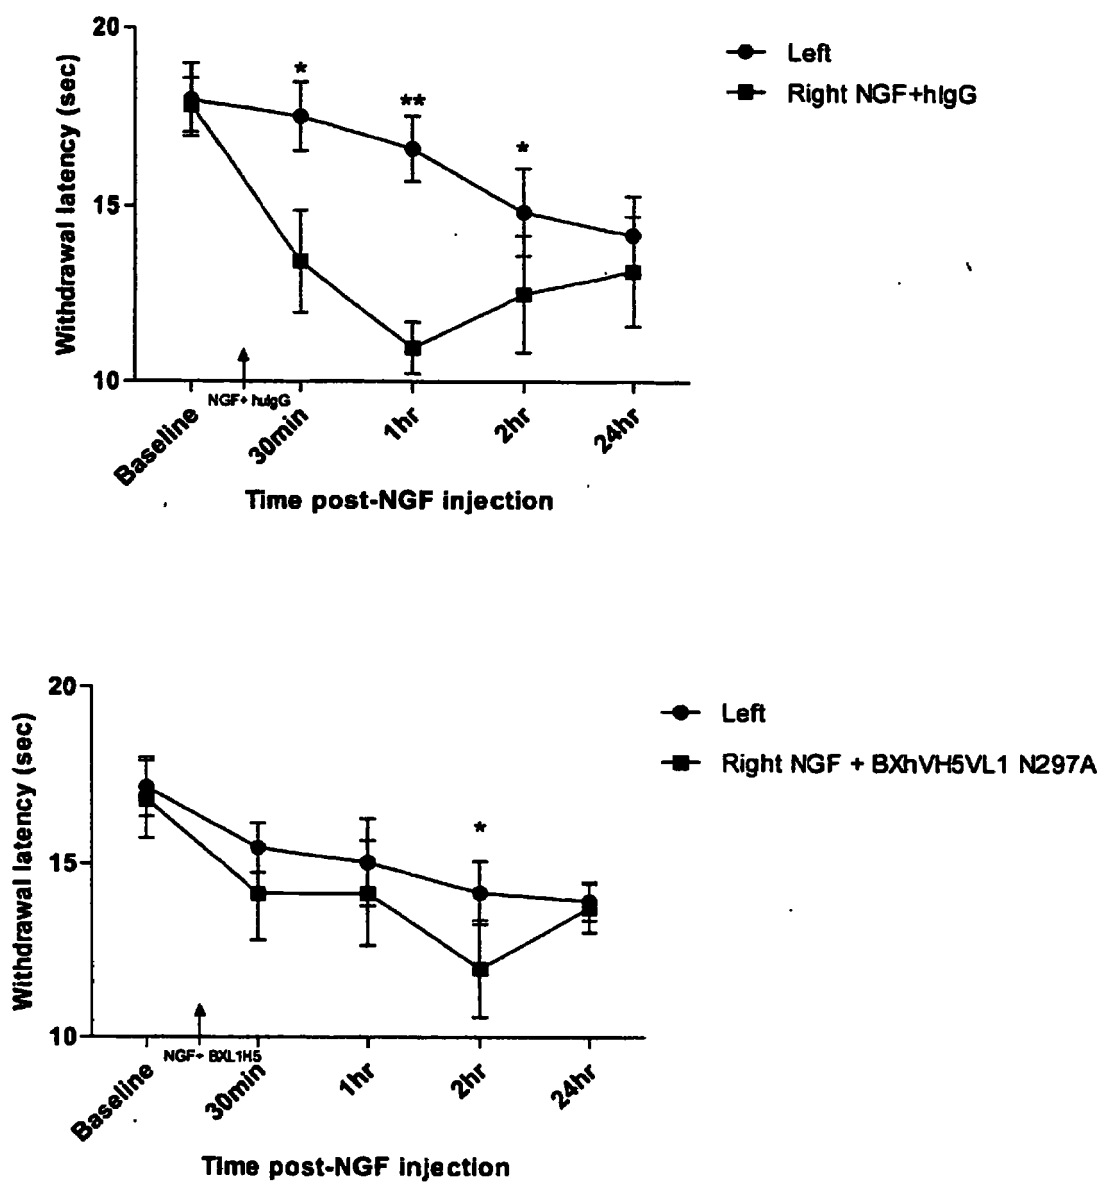 20
15
10
Withdrawal latency (sec)
*
**
*
Left
Right NGF+hIgG
NGF+ huIgG
Baseline
30min
1hr
2hr
24hr
Time post-NGF injection
20
15
10
Withdrawal latency (sec)
*
Left
Right NGF + BXhVH5VL1 N297A
NGF+ BXL1H5
Baseline
30min
1hr
2hr
24hr
Time post-NGF injection